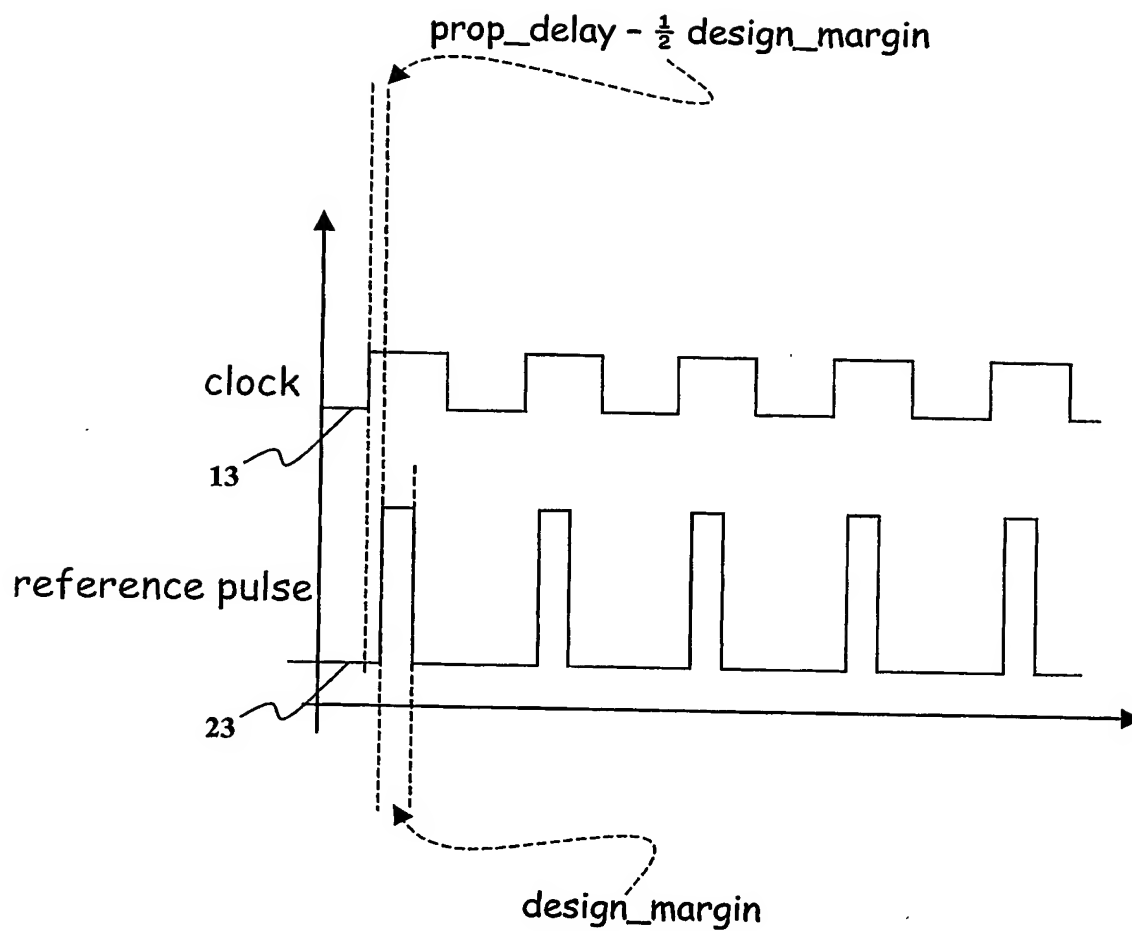 prop_delay - ½ design_margin
clock
13
reference pulse
23
design_margin